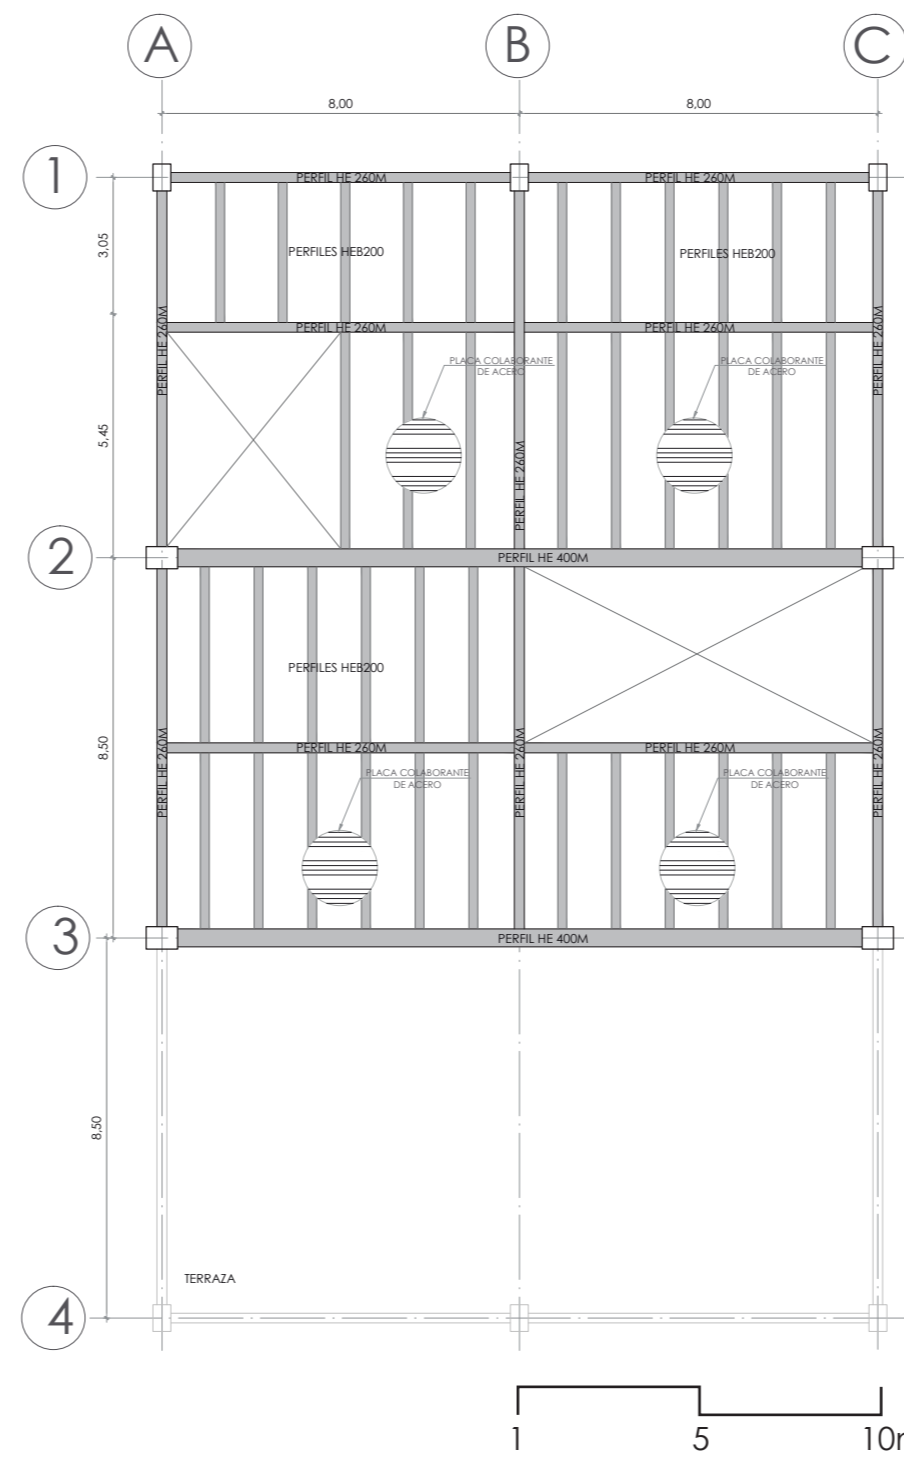 A
B
C
8,00
8,00
1
PERFIL HE 260M
PERFIL HE 260M
3,05
PERFILES HEB200
PERFILES HEB200
PERFIL HE 260M
PERFIL HE 260M
PERFIL HE 260M
PERFIL HE 260M
PLACA COLABORANTE
DE ACERO
PLACA COLABORANTE
DE ACERO
5,45
PERFIL HE 260M
2
PERFIL HE 400M
PERFILES HEB200
8,50
PERFIL HE 260M
PERFIL HE 260M
PERFIL HE 260M
PERFIL HE 260M
PERFIL HE 260M
PLACA COLABORANTE
DE ACERO
PLACA COLABORANTE
DE ACERO
3
PERFIL HE 400M
8,50
TERRAZA
4
1
5
10m